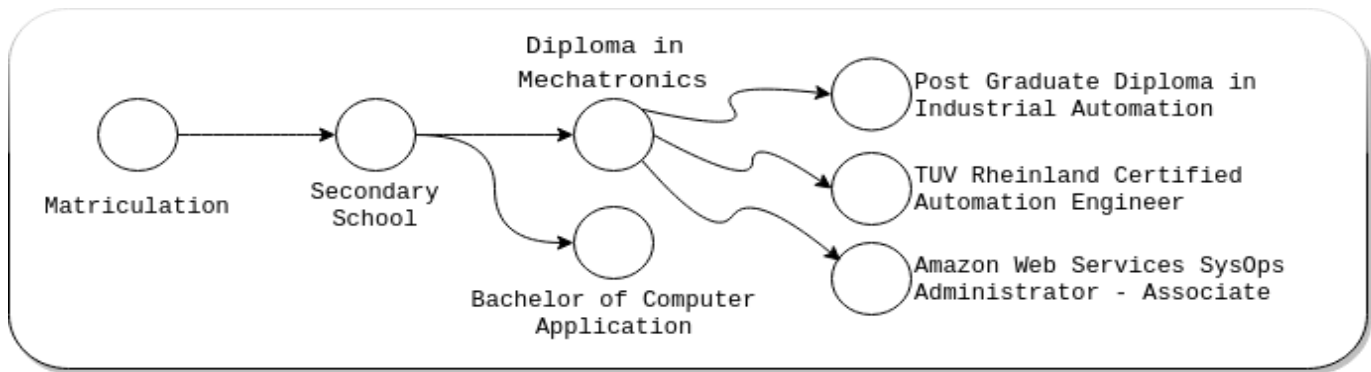 Matriculation
Secondary
School
Diploma in
Mechatronics
Bachelor of Computer
Application
Post Graduate Diploma in
Industrial Automation
TUV Rheinland Certified
Automation Engineer
Amazon Web Services SysOps
Administrator - Associate